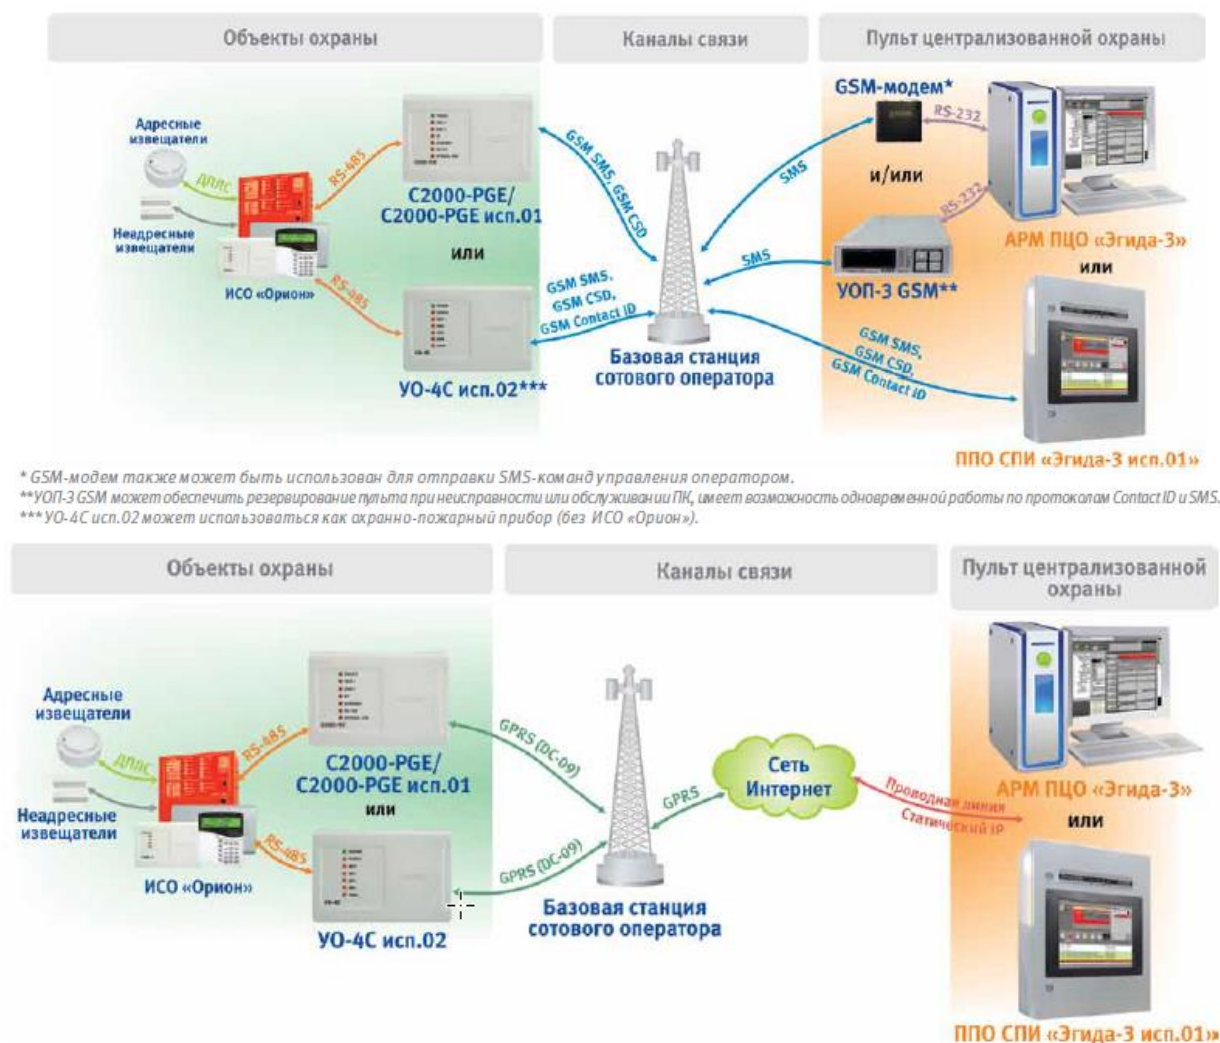 Объекты охраны
Каналы связи
Пульт централизованной охраны
Адресные
извещатели
ДПЛС
Неадресные
извещатели
ИСО «Орион»
RS-485
RS-485
С2000-PGE/
С2000-PGE исп.01
или
УО-4С исп.02***
GSM SMS, GSM CSD
GSM SMS,
GSM CSD,
GSM Contact ID
Базовая станция
сотового оператора
SMS
SMS
GSM SMS,
GSM CSD,
GSM Contact ID
GSM-модем*
RS-232
и/или
RS-232
УОП-3 GSM**
АРМ ПЦО «Эгида-3»
или
ППО СПИ «Эгида-3 исп.01»
* GSM-модем также может быть использован для отправки SMS-команд управления оператором.
**УОП-3 GSM может обеспечить резервирование пульта при неисправности или обслуживании ПК, имеет возможность одновременной работы по протоколам Contact ID и SMS.
*** УО-4С исп.02 может использоваться как охранно-пожарный прибор (без ИСО «Орион»).
Объекты охраны
Каналы связи
Пульт централизованной
охраны
Адресные
извещатели
ДПЛС
Неадресные
извещатели
ИСО «Орион»
RS-485
RS-485
С2000-PGE/
С2000-PGE исп.01
или
УО-4С исп.02
GPRS (DC-09)
GPRS (DC-09)
Базовая станция
сотового оператора
GPRS
Сеть
Интернет
Проводная линия
Статический IP
АРМ ПЦО «Эгида-3»
или
ППО СПИ «Эгида-3 исп.01»